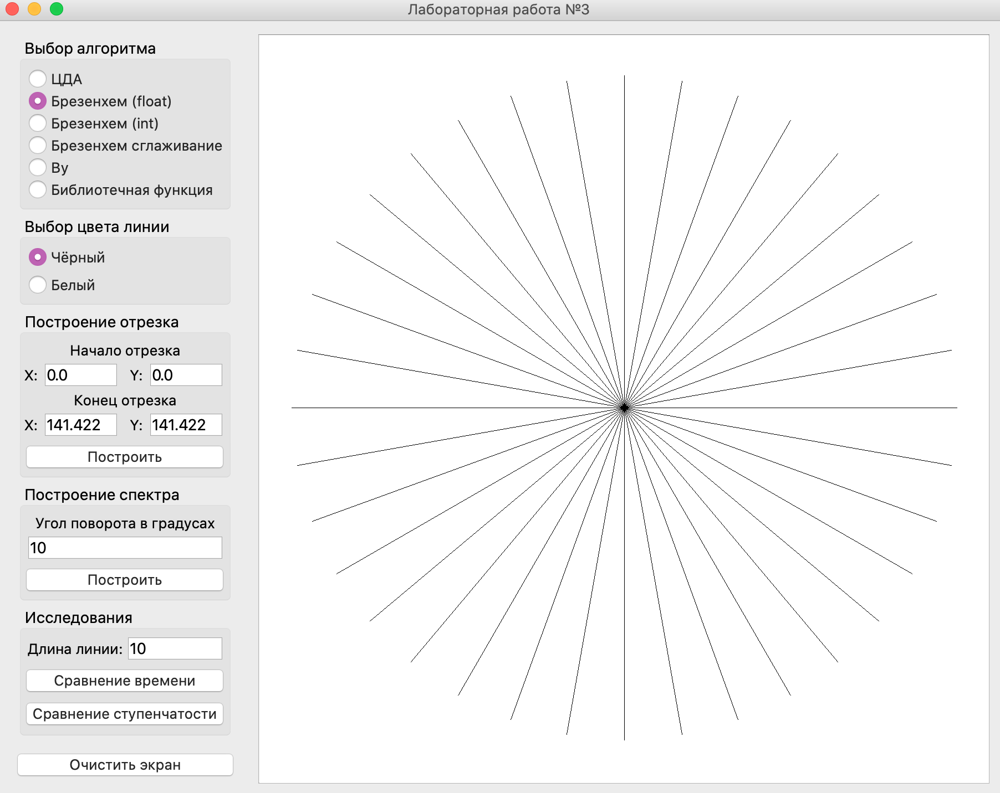 Лабораторная работа №3
Выбор алгоритма
ЦДА
Брезенхем (float)
Брезенхем (int)
Брезенхем сглаживание
Ву
Библиотечная функция
Выбор цвета линии
Чёрный
Белый
Построение отрезка
Начало отрезка
X: 0.0 Y: 0.0
Конец отрезка
X: 141.422 Y: 141.422
Построить
Построение спектра
Угол поворота в градусах
10
Построить
Исследования
Длина линии: 10
Сравнение времени
Сравнение ступенчатости
Очистить экран